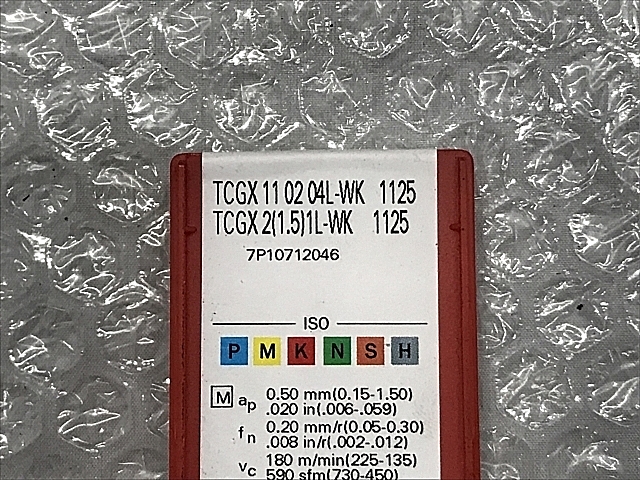 TCGX 11 02 04L-WK 1125
TCGX 2(1.5)1L-WK 1125
7P10712046
ISO
P M K N S H
M ap 0.50 mm(0.15-1.50)
.020 in(.006-.059)
fn 0.20 mm/r(0.05-0.30)
.008 in/r(.002-.012)
vc 180 m/min(225-135)
590 sfm(730-450)